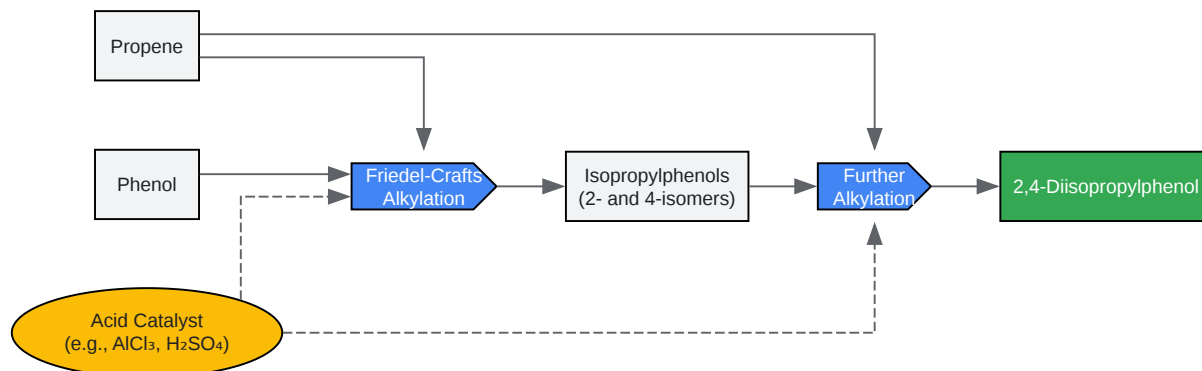 Propene
Phenol
Friedel-Crafts
Alkylation
Isopropylphenols
(2- and 4-isomers)
Further
Alkylation
2,4-Diisopropylphenol
Acid Catalyst
(e.g., AlCl₃, H₂SO₄)